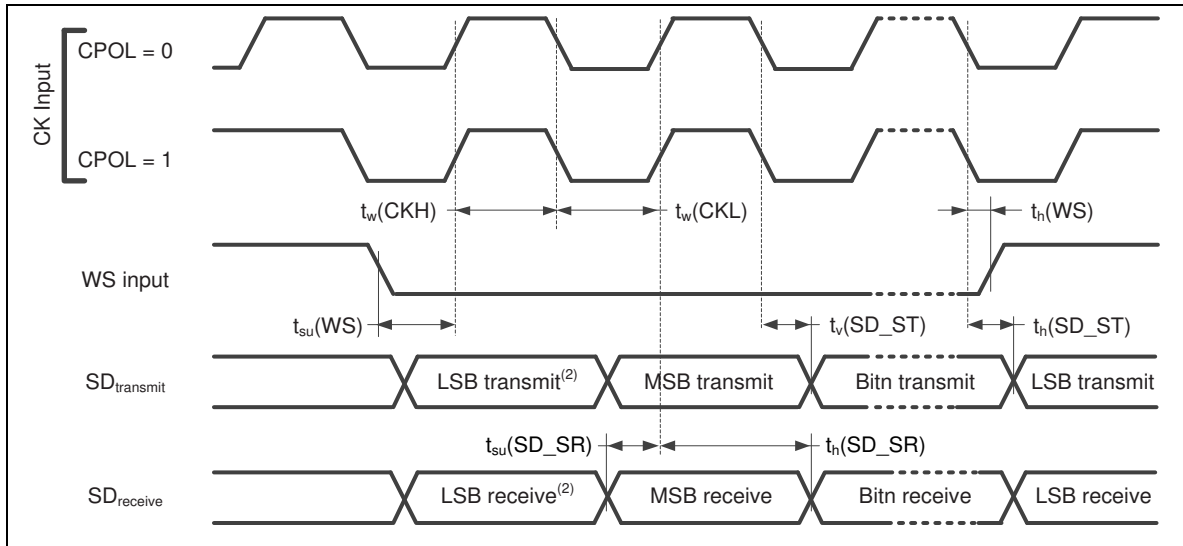 CK Input
CPOL = 0
CPOL = 1
tw(CKH)
tw(CKL)
th(WS)
WS input
tsu(WS)
tv(SD_ST)
th(SD_ST)
SDtransmit
LSB transmit(2)
MSB transmit
Bitn transmit
LSB transmit
tsu(SD_SR)
th(SD_SR)
SDreceive
LSB receive(2)
MSB receive
Bitn receive
LSB receive